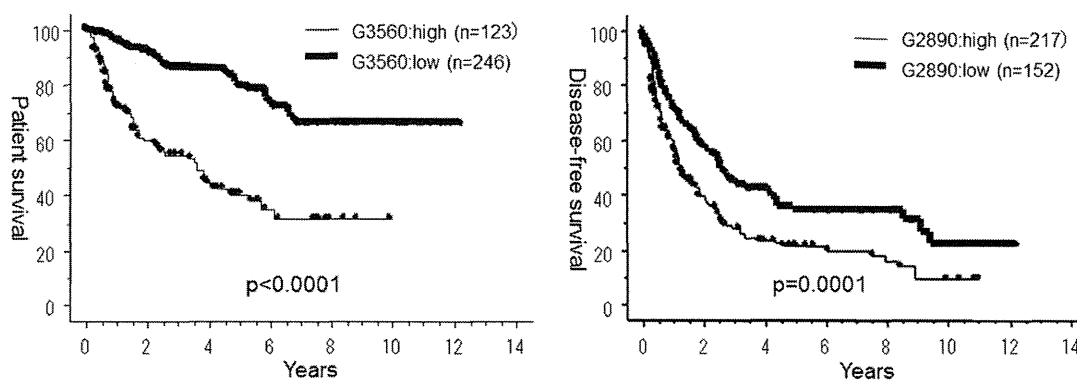 G3560:high (n=123)
G3560:low (n=246)
Patient survival
100
80
60
40
20
0
p<0.0001
0 2 4 6 8 10 12 14
Years
G2890:high (n=217)
G2890:low (n=152)
Disease-free survival
100
80
60
40
20
0
p=0.0001
0 2 4 6 8 10 12 14
Years